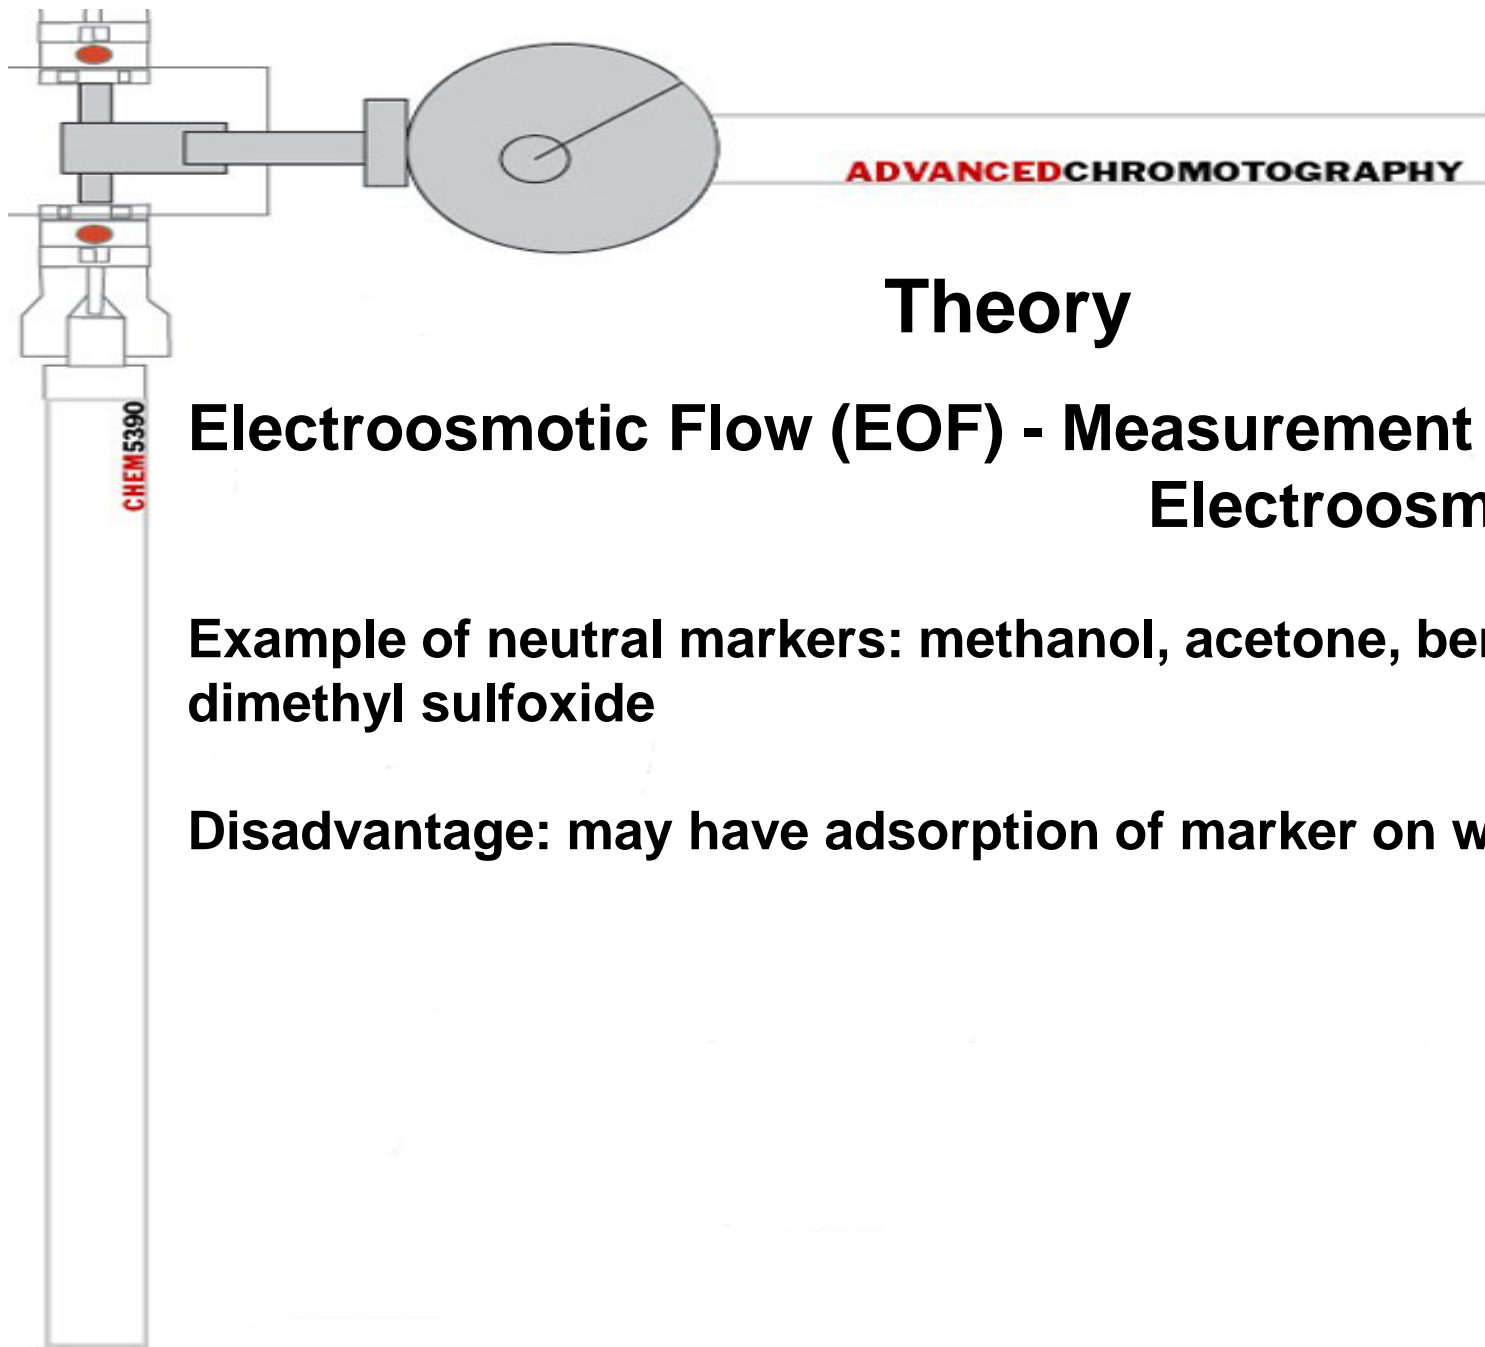 ADVANCEDCHROMOTOGRAPHY
Theory
CHEM5390
Electroosmotic Flow (EOF) - Measurement
Example of neutral markers: methanol, acetone,
dimethyl sulfoxide
Disadvantage: may have adsorption of marker on